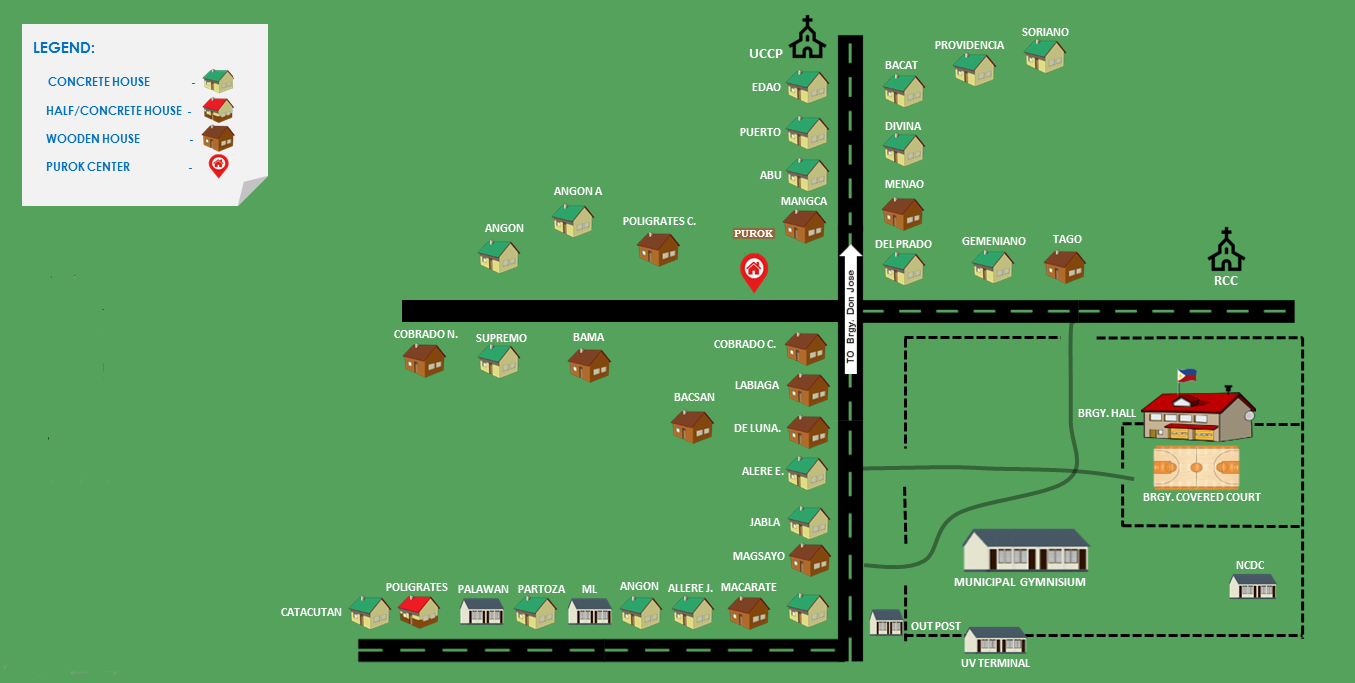 LEGEND:
CONCRETE HOUSE -
HALF/CONCRETE HOUSE -
WOODEN HOUSE -
PUROK CENTER -
UCCP
SORIANO
PROVIDENCIA
BACAT
EDAO
PUERTO
DIVINA
ABU
MENAO
ANGON A
MANGCA
POLIGRATES C.
ANGON
PUROK
DEL PRADO
GEMENIANO
TAGO
RCC
TO Brgy. Don Jose
COBRADO N.
SUPREMO
BAMA
COBRADO C.
LABIAGA
BACSAN
DE LUNA.
BRGY. HALL
ALERE E.
BRGY. COVERED COURT
JABLA
MAGSAYO
MUNICIPAL GYMNISIUM
NCDC
CATACUTAN
POLIGRATES
PALAWAN
PARTOZA
ML
ANGON
ALLERE J.
MACARATE
OUT POST
UV TERMINAL